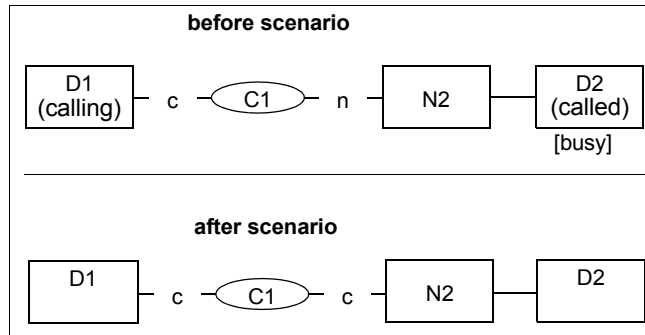 before scenario
D1
(calling)
c
C1
n
N2
D2
(called)
[busy]
after scenario
D1
c
C1
c
N2
D2